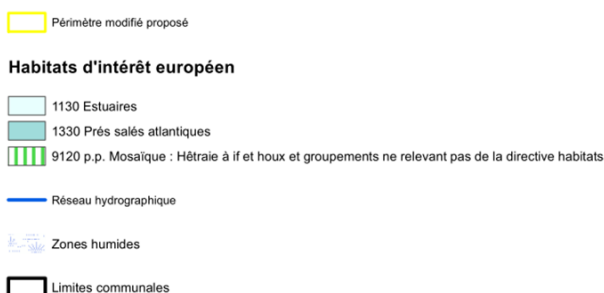 Périmètre modifié proposé
Habitats d'intérêt européen
1130 Estuaires
1330 Prés salés atlantiques
9120 p.p. Mosaïque : Hêtraie à if et houx et groupements ne relevant pas de la directive habitats
Réseau hydrographique
Zones humides
Limites communales